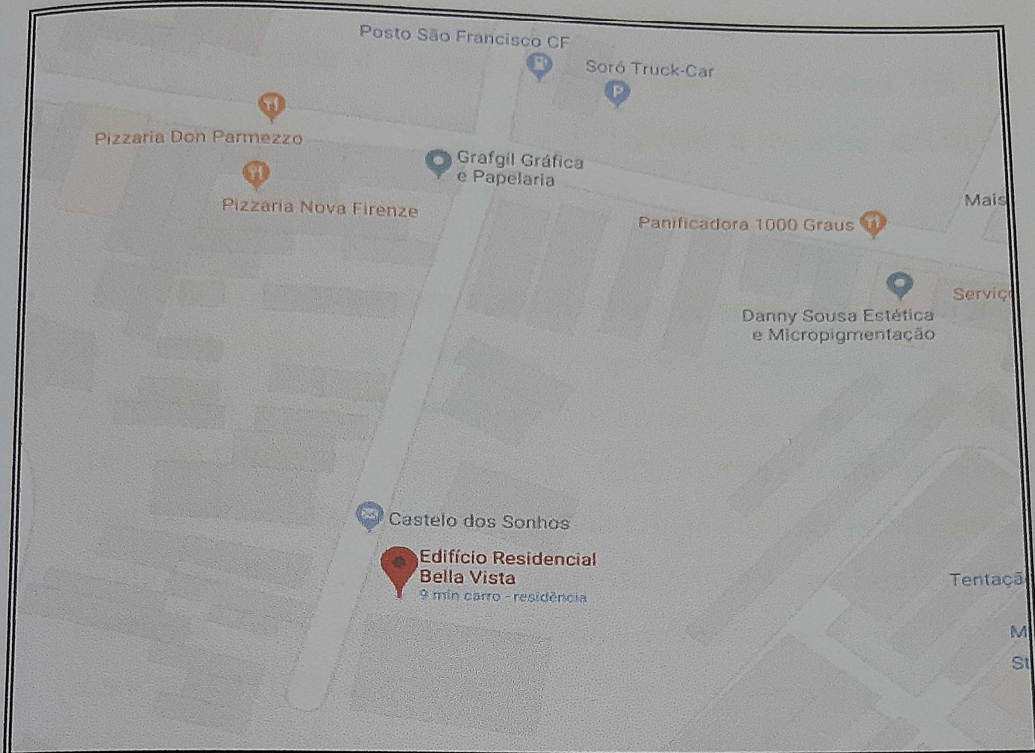 Posto São Francisco CF
Soró Truck-Car
P
Pizzaria Don Parmezzo
Grafgil Gráfica
e Papelaria
Pizzaria Nova Firenze
Mais
Panificadora 1000 Graus
Serviç
Danny Sousa Estética
e Micropigmentação
Castelo dos Sonhos
Edifício Residencial
Bella Vista
9 min carro - residência
Tentaçã
M
St